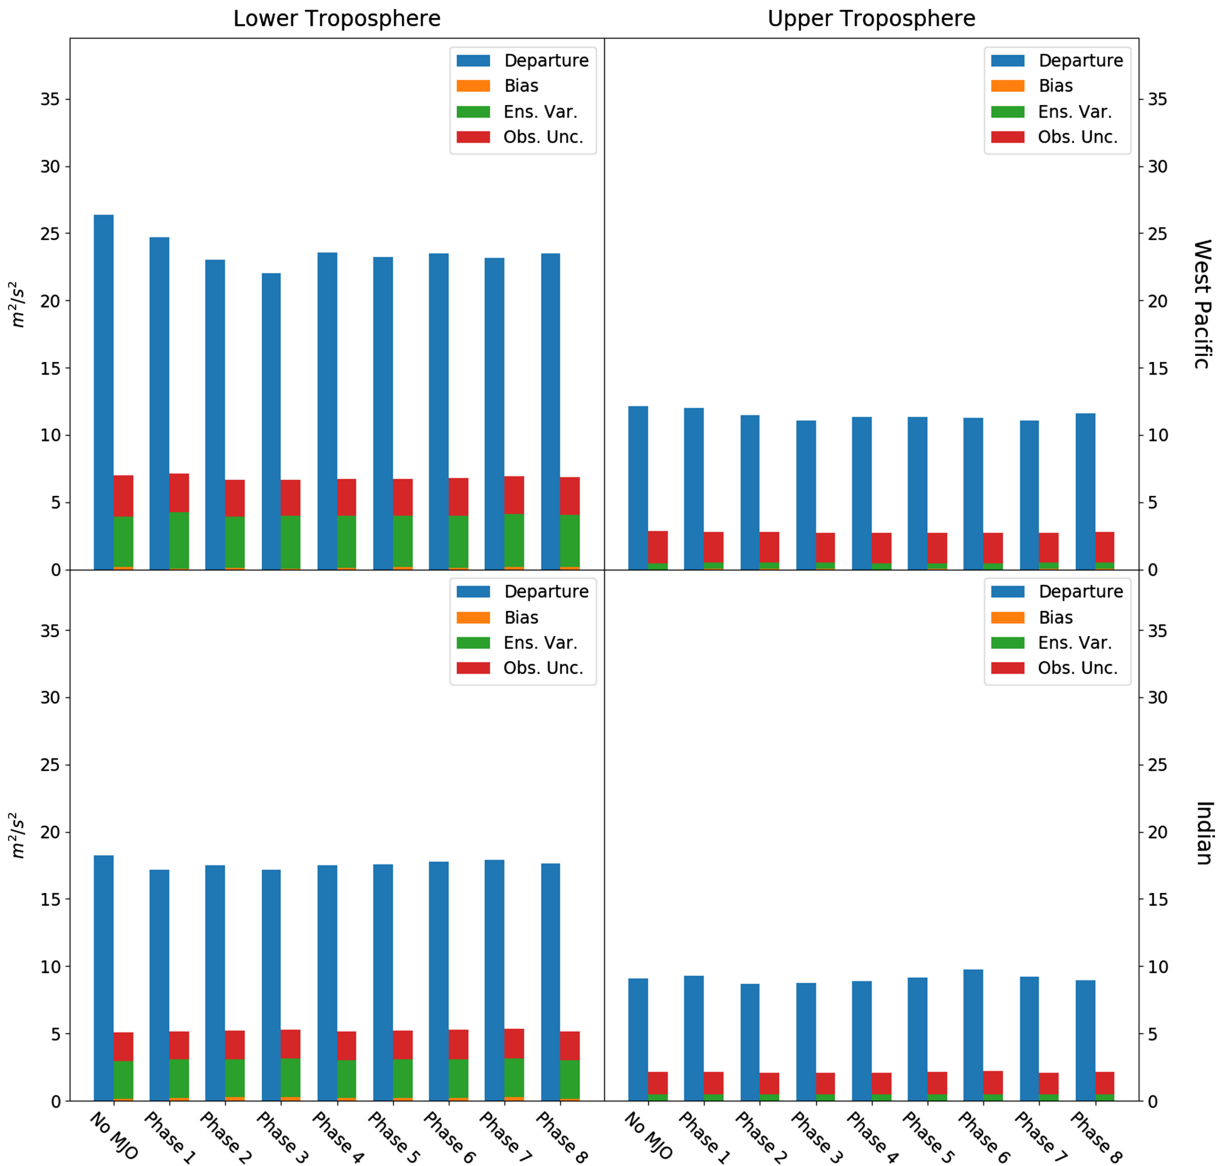 Lower Troposphere
Upper Troposphere
Departure
Bias
Ens. Var.
Obs. Unc.
35
30
25
20
15
10
5
0
m²/s²
Departure
Bias
Ens. Var.
Obs. Unc.
35
30
25
20
15
10
5
0
West Pacific
Departure
Bias
Ens. Var.
Obs. Unc.
35
30
25
20
15
10
5
0
m²/s²
No MJO
Phase 1
Phase 2
Phase 3
Phase 4
Phase 5
Phase 6
Phase 7
Phase 8
Departure
Bias
Ens. Var.
Obs. Unc.
35
30
25
20
15
10
5
0
Indian
No MJO
Phase 1
Phase 2
Phase 3
Phase 4
Phase 5
Phase 6
Phase 7
Phase 8